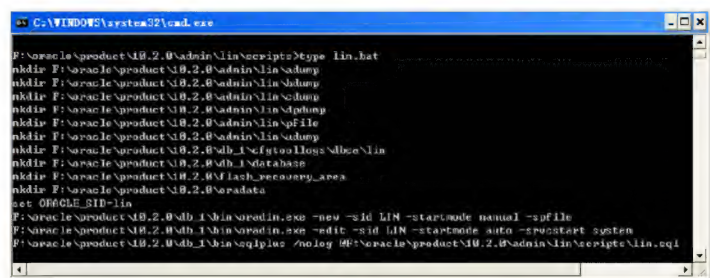 C:\WINDOWS\system32\cmd.exe
F:\oracle\product\10.2.0\admin\lin\scripts>type lin.bat
mkdir F:\oracle\product\10.2.0\admin\lin\adump
mkdir F:\oracle\product\10.2.0\admin\lin\bdump
mkdir F:\oracle\product\10.2.0\admin\lin\cdump
mkdir F:\oracle\product\10.2.0\admin\lin\dpdump
mkdir F:\oracle\product\10.2.0\admin\lin\pfile
mkdir F:\oracle\product\10.2.0\admin\lin\udump
mkdir F:\oracle\product\10.2.0\db_1\cfgtoollogs\dbca\lin
mkdir F:\oracle\product\10.2.0\db_1\database
mkdir F:\oracle\product\10.2.0\flash_recovery_area
mkdir F:\oracle\product\10.2.0\oradata
set ORACLE_SID=lin
F:\oracle\product\10.2.0\db_1\bin\oradim.exe -new -sid LIN -startmode manual -spfile
F:\oracle\product\10.2.0\db_1\bin\oradim.exe -edit -sid LIN -startmode auto -srvcstart system
F:\oracle\product\10.2.0\db_1\bin\sqlplus /nolog @F:\oracle\product\10.2.0\admin\lin\scripts\lin.sql